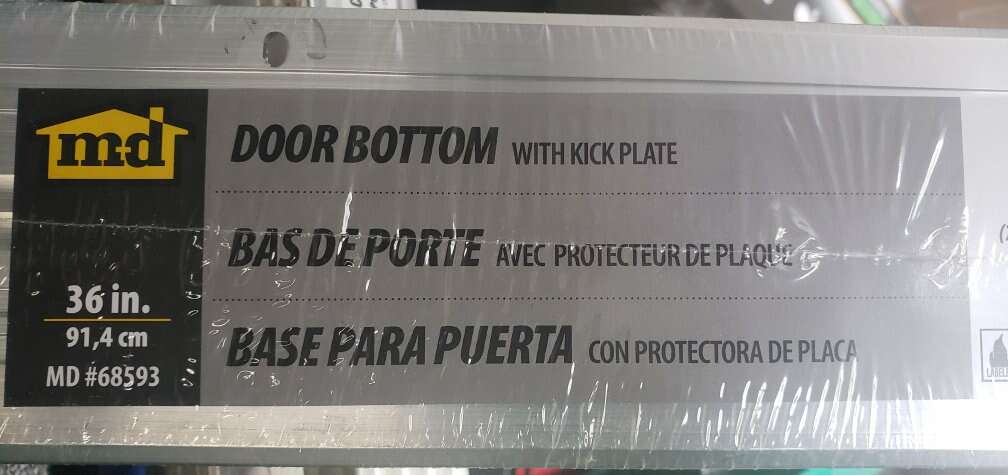 m-d
DOOR BOTTOM WITH KICK PLATE
BAS DE PORTE AVEC PROTECTEUR DE PLAQUE
BASE PARA PUERTA CON PROTECTORA DE PLACA
36 in.
91,4 cm
MD #68593